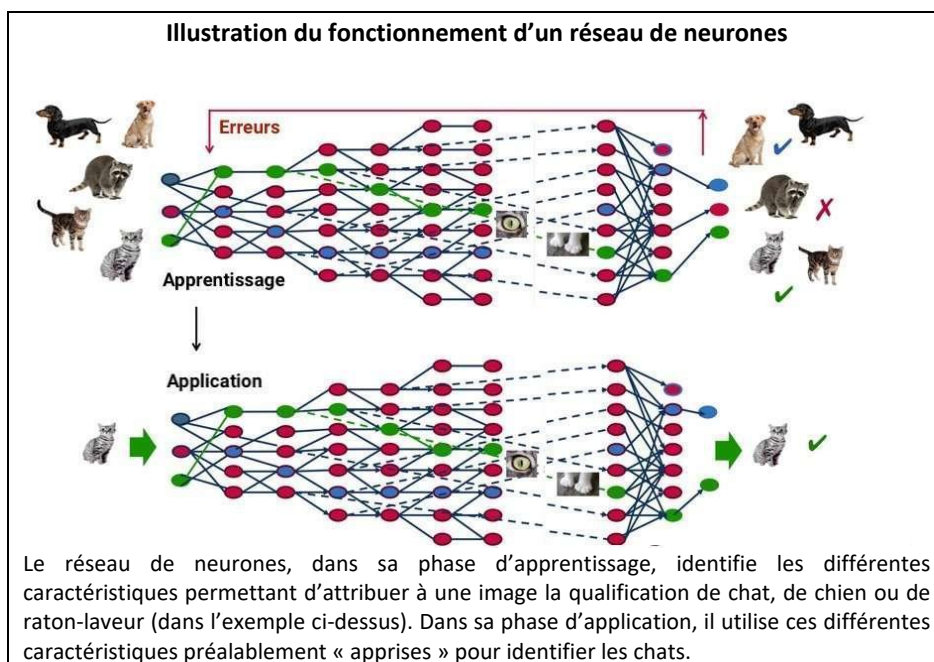 Illustration du fonctionnement d'un réseau de neurones
Erreurs
Apprentissage
Application
Le réseau de neurones, dans sa phase d'apprentissage, identifie les différentes
caractéristiques permettant d'attribuer à une image la qualification de chat, de chien ou de
raton-laveur (dans l'exemple ci-dessus). Dans sa phase d'application, il utilise ces différentes
caractéristiques préalablement « apprises » pour identifier les chats.